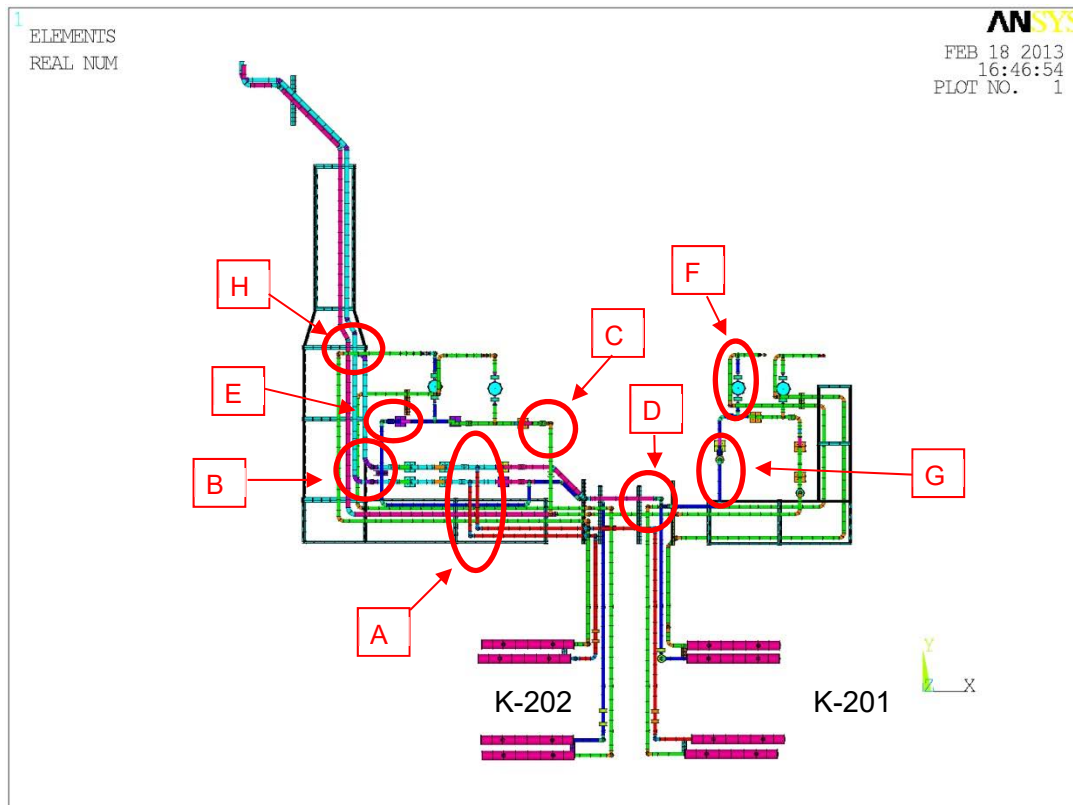 1
ELEMENTS
REAL NUM
ANSYS
FEB 18 2013
16:46:54
PLOT NO. 1
H
F
C
E
D
B
G
A
Y
Z X
K-202
K-201